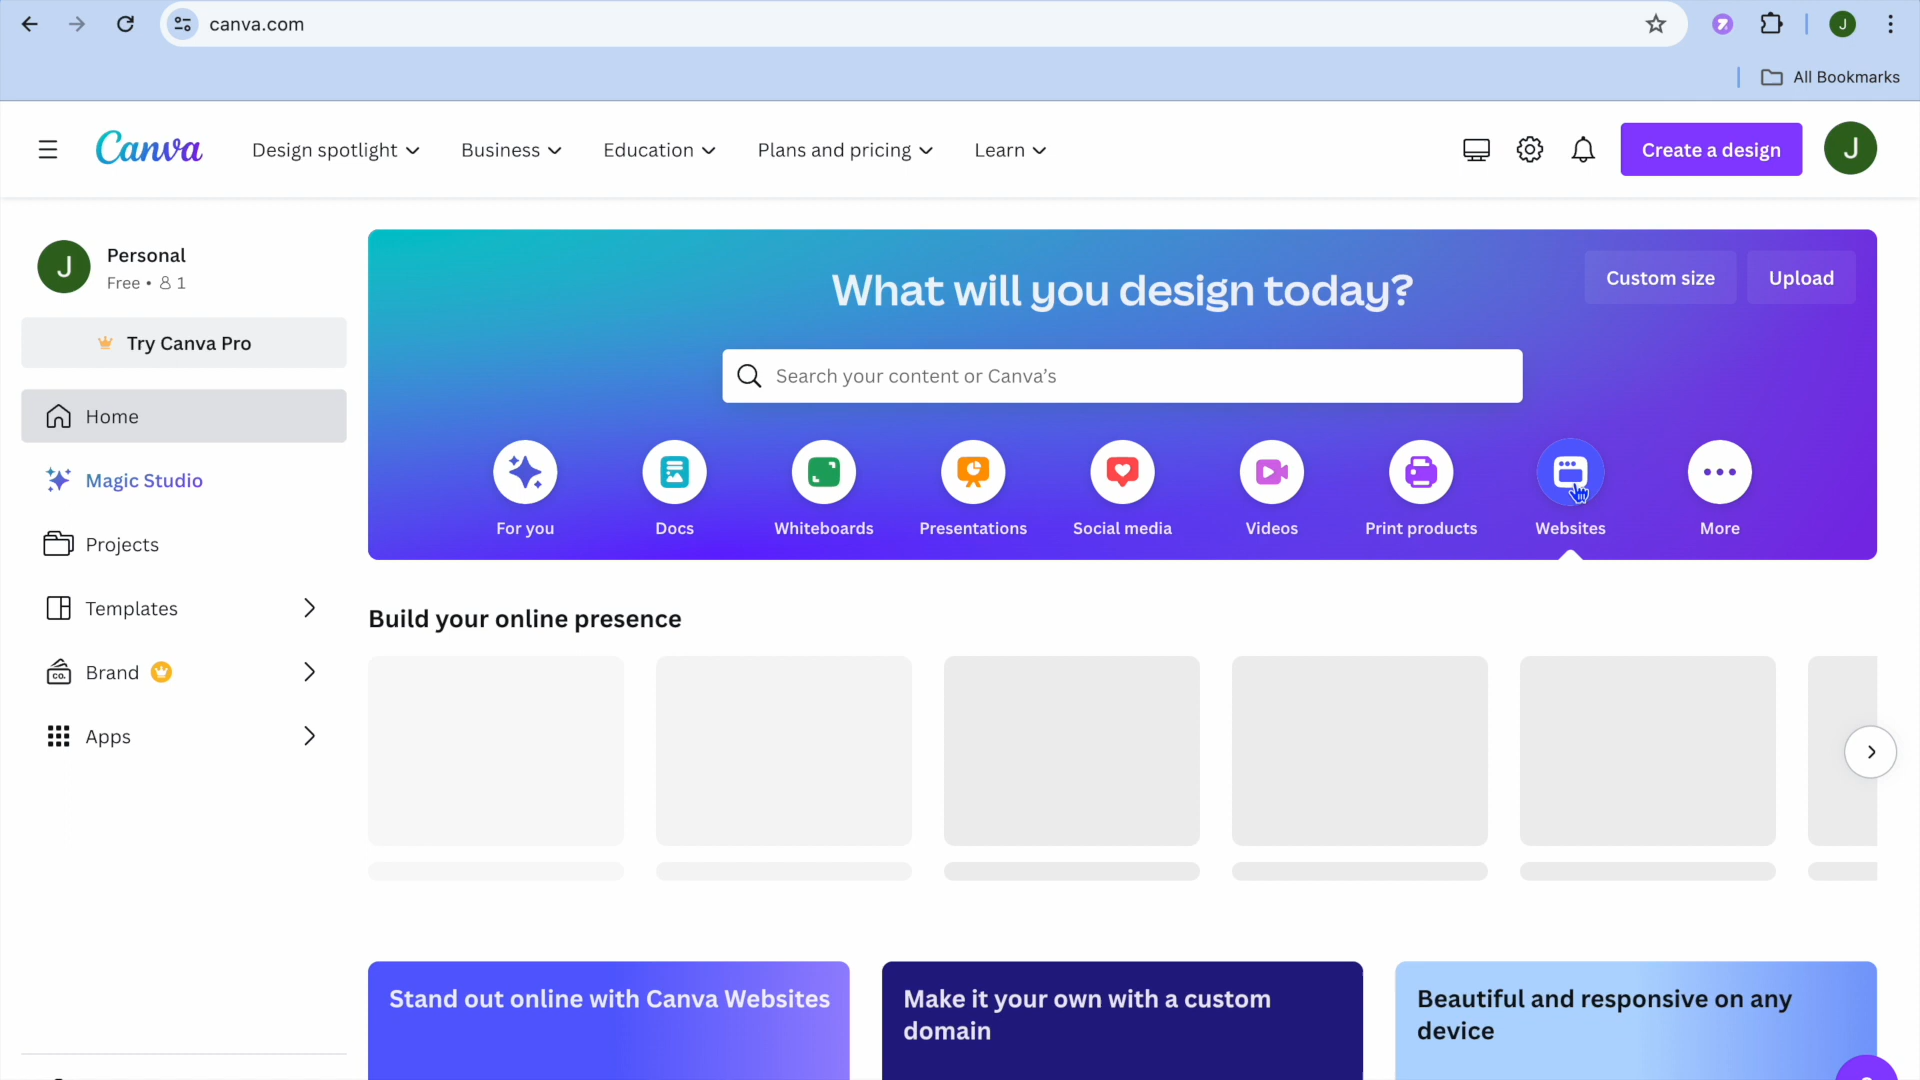 canva.com
J
All Bookmarks
Canva
Design spotlight
Business
Education
Plans and pricing
Learn
Create a design
J
J
Personal
Free • 1
Try Canva Pro
Home
Magic Studio
Projects
Templates
CO.
Brand
Apps
What will you design today?
Custom size
Upload
Search your content or Canva's
For you
Docs
Whiteboards
Presentations
Social media
Videos
Print products
Websites
More
Build your online presence
Stand out online with Canva Websites
Make it your own with a custom
domain
Beautiful and responsive on any
device